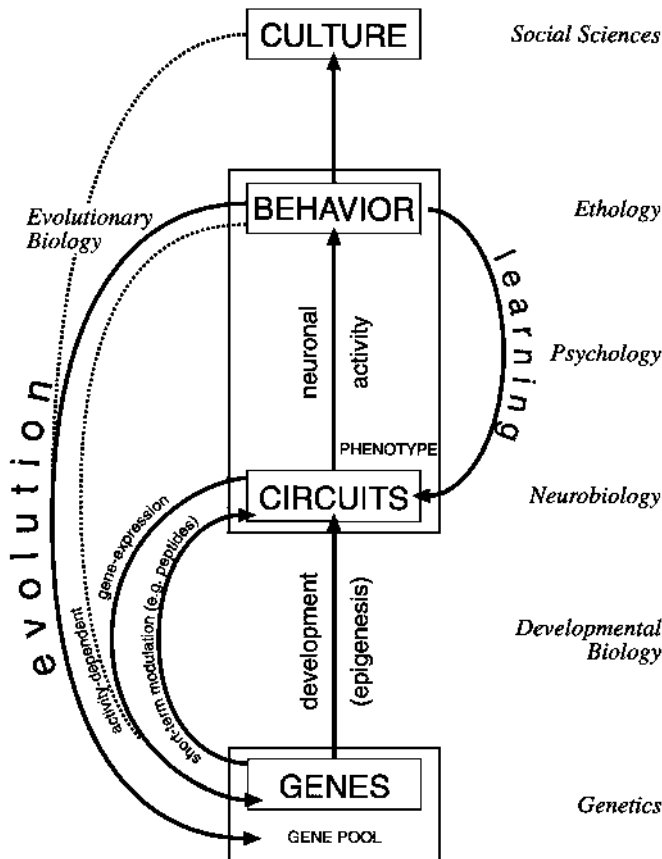 CULTURE
Social Sciences
Evolutionary
Biology
BEHAVIOR
Ethology
learning
neuronal
activity
Psychology
evolution
PHENOTYPE
CIRCUITS
Neurobiology
gene-expression
activity-dependent
short-term modulation (e.g. peptides)
development
(epigenesis)
Developmental
Biology
GENES
Genetics
GENE POOL